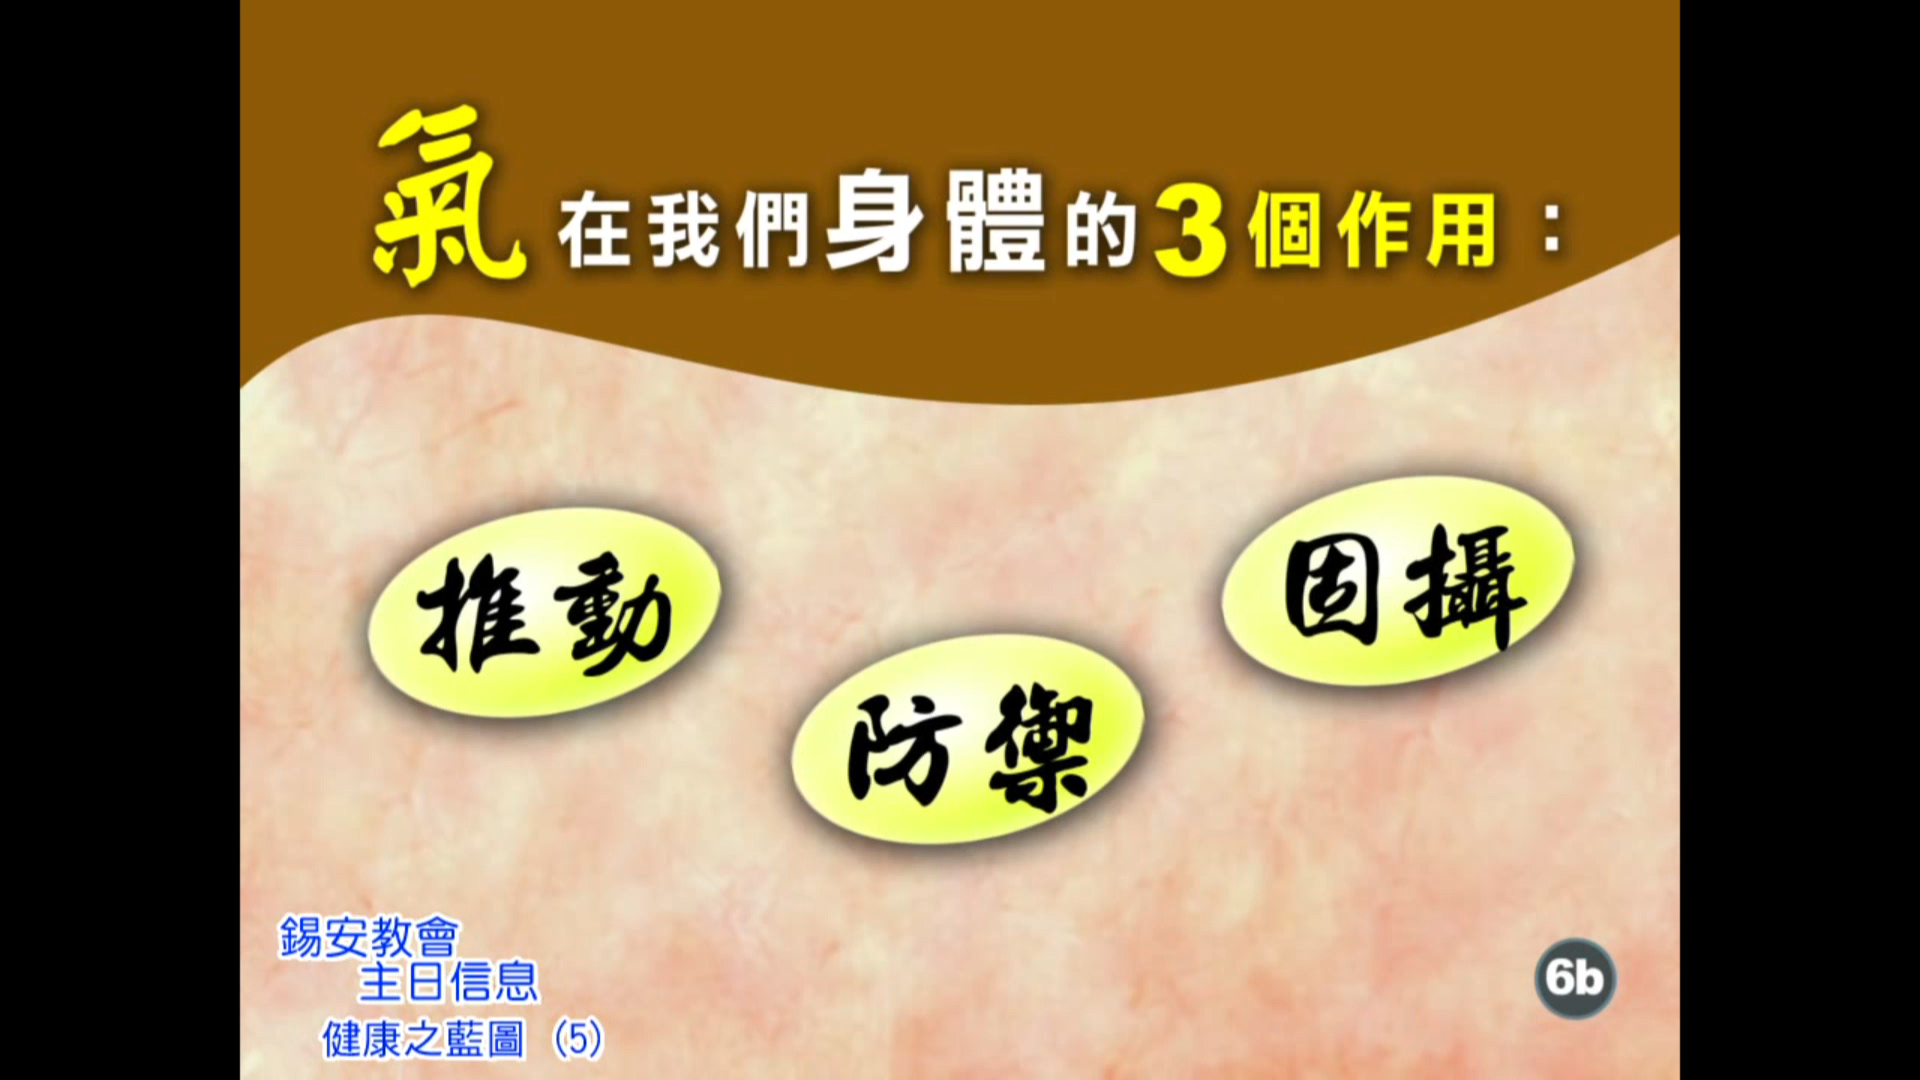 氣在我們身體的3個作用：
推動
防禦
固攝
錫安教會
主日信息
健康之藍圖 (5)
6b